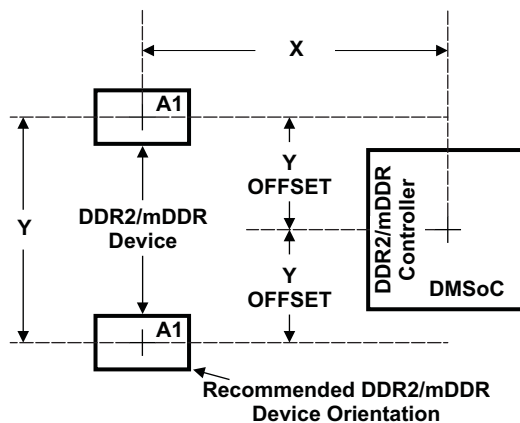 X
A1
Y
OFFSET
Y
DDR2/mDDR
Device
DDR2/mDDR
Controller
DMSoC
Y
OFFSET
A1
Recommended DDR2/mDDR
Device Orientation